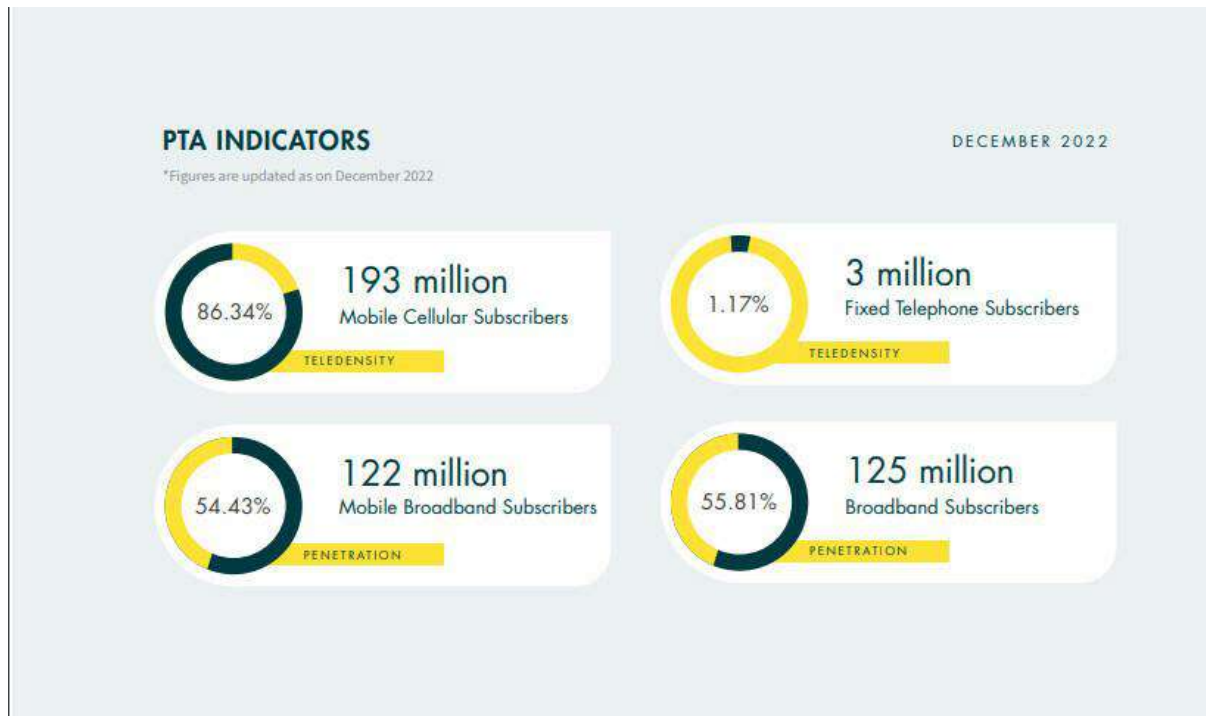 PTA INDICATORS
DECEMBER 2022
*Figures are updated as on December 2022
86.34%
193 million
Mobile Cellular Subscribers
TELEDENSITY
1.17%
3 million
Fixed Telephone Subscribers
TELEDENSITY
54.43%
122 million
Mobile Broadband Subscribers
PENETRATION
55.81%
125 million
Broadband Subscribers
PENETRATION